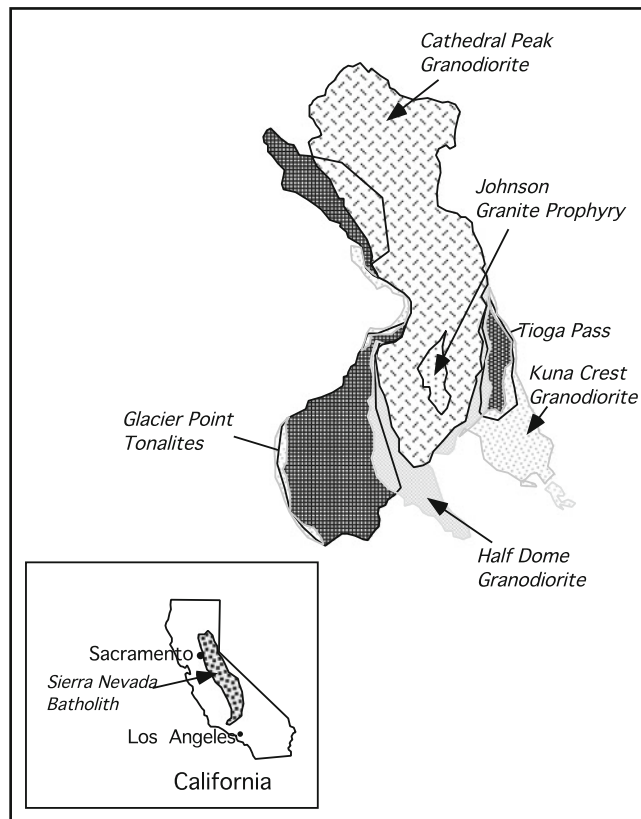 Cathedral Peak
Granodiorite
Johnson
Granite Prophyry
Tioga Pass
Kuna Crest
Granodiorite
Glacier Point
Tonalites
Half Dome
Granodiorite
Sacramento
Sierra Nevada
Batholith
Los Angeles
California